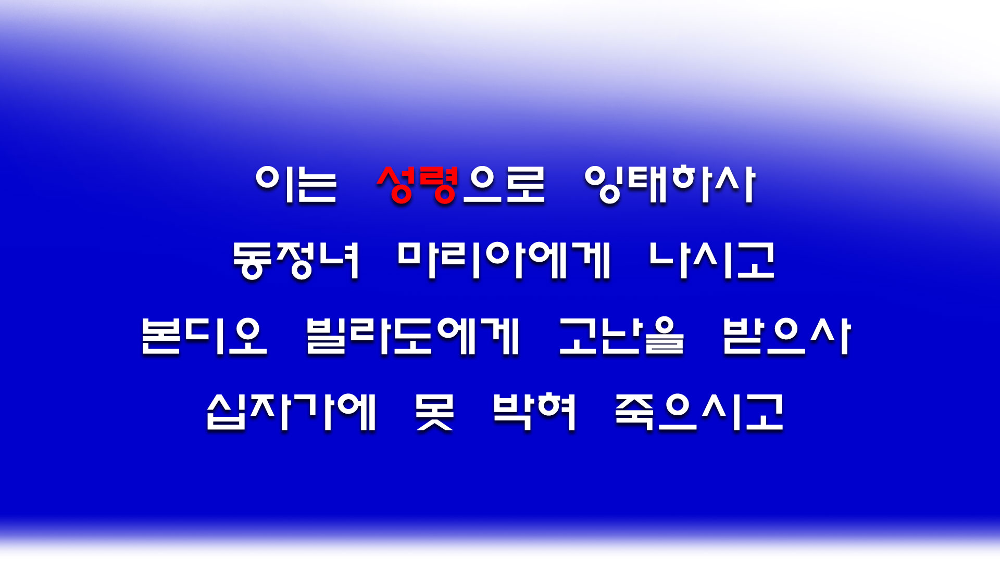 이는 성령으로 잉태하사
동정녀 마리아에게 나시고
본디오 빌라도에게 고난을 받으사
십자가에 못 박혀 죽으시고